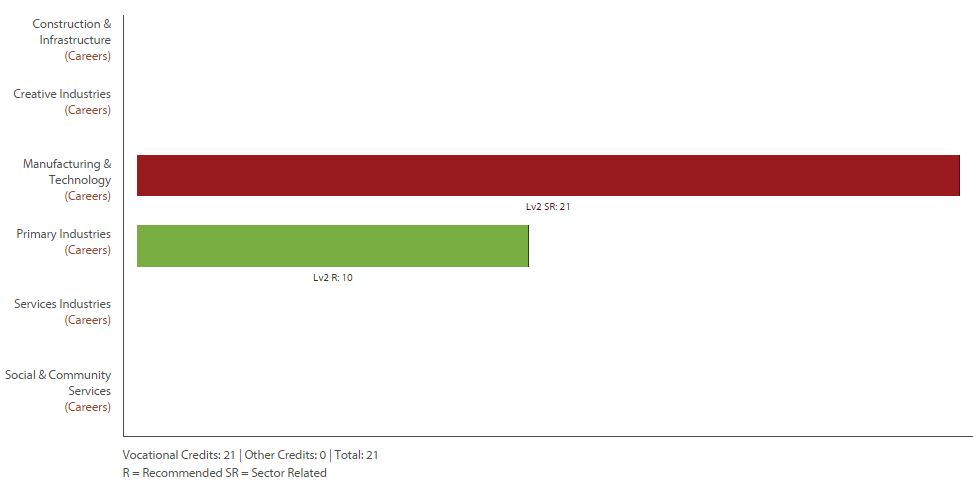 Construction &
Infrastructure
(Careers)
Creative Industries
(Careers)
Manufacturing &
Technology
(Careers)
Lv2 SR: 21
Primary Industries
(Careers)
Lv2 R: 10
Services Industries
(Careers)
Social & Community
Services
(Careers)
Vocational Credits: 21 | Other Credits: 0 | Total: 21
R = Recommended SR = Sector Related